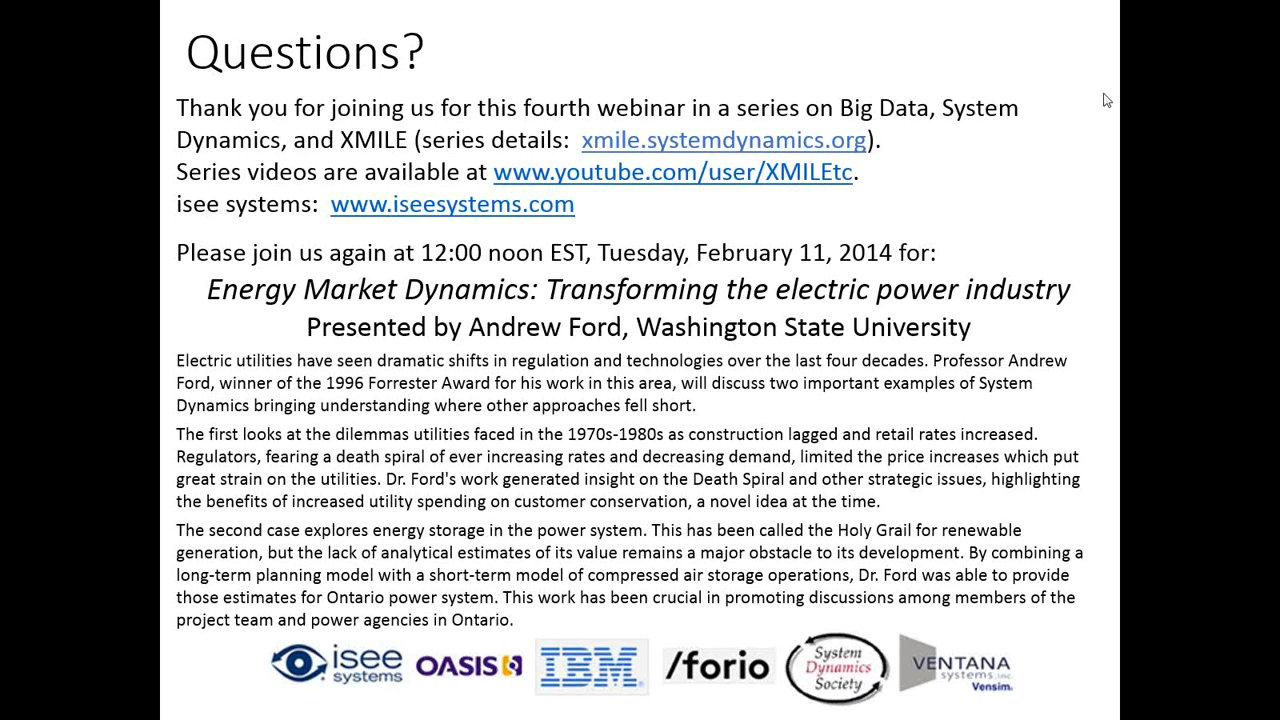 Questions?
Thank you for joining us for this fourth webinar in a series on Big Data, System
Dynamics, and XMILE (series details:  xmile.systemdynamics.org).
Series videos are available at www.youtube.com/user/XMILEtc.
isee systems:  www.iseesystems.com
Please join us again at 12:00 noon EST, Tuesday, February 11, 2014 for:
Energy Market Dynamics: Transforming the electric power industry
Presented by Andrew Ford, Washington State University
Electric utilities have seen dramatic shifts in regulation and technologies over the last four decades. Professor Andrew
Ford, winner of the 1996 Forrester Award for his work in this area, will discuss two important examples of System
Dynamics bringing understanding where other approaches fell short.
The first looks at the dilemmas utilities faced in the 1970s-1980s as construction lagged and retail rates increased.
Regulators, fearing a death spiral of ever increasing rates and decreasing demand, limited the price increases which put
great strain on the utilities. Dr. Ford's work generated insight on the Death Spiral and other strategic issues, highlighting
the benefits of increased utility spending on customer conservation, a novel idea at the time.
The second case explores energy storage in the power system. This has been called the Holy Grail for renewable
generation, but the lack of analytical estimates of its value remains a major obstacle to its development. By combining a
long-term planning model with a short-term model of compressed air storage operations, Dr. Ford was able to provide
those estimates for Ontario power system. This work has been crucial in promoting discussions among members of the
project team and power agencies in Ontario.
isee systems
OASIS
IBM
/forio
System Dynamics Society
VENTANA systems, inc.
Vensim